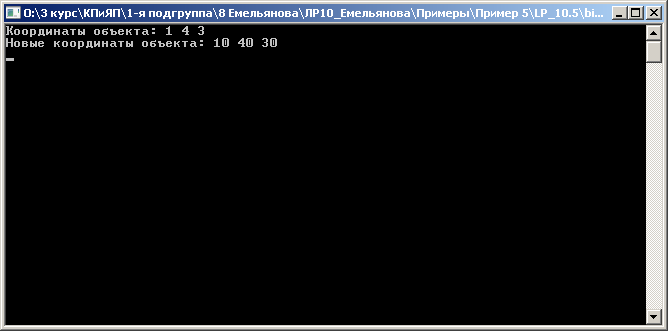 O:\3 курс\КПиЯП\1-я подгруппа\8 Емельянова\ЛР10_Емельянова\Примеры\Пример 5\LP_10.5\bi...
Координаты объекта: 1 4 3
Новые координаты объекта: 10 40 30